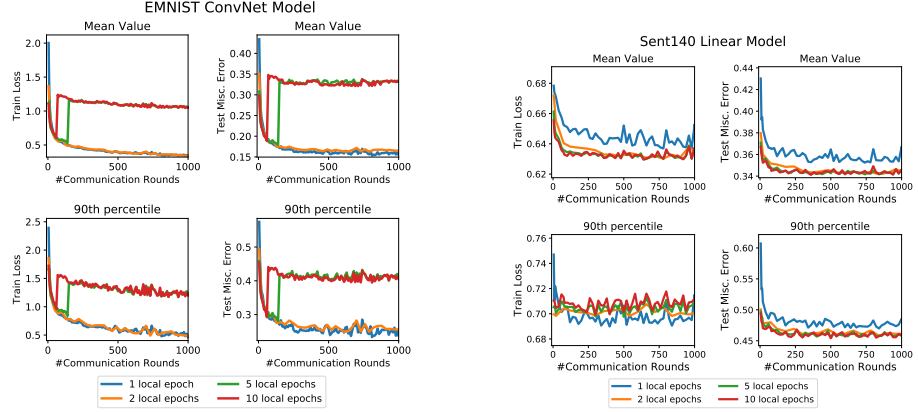 EMNIST ConvNet Model
Mean Value
Train Loss
2.0
1.5
1.0
0.5
0
500
1000
#Communication Rounds
Test Misc. Error
0.40
0.35
0.30
0.25
0.20
0.15
0
500
1000
#Communication Rounds
90th percentile
Train Loss
2.5
2.0
1.5
1.0
0.5
0
500
1000
#Communication Rounds
90th percentile
Test Misc. Error
0.5
0.4
0.3
0
500
1000
#Communication Rounds
Mean Value
1 local epoch
5 local epochs
2 local epochs
10 local epochs
Sent140 Linear Model
Mean Value
Train Loss
0.68
0.66
0.64
0.62
0
250
500
750
1000
#Communication Rounds
Mean Value
Test Misc. Error
0.44
0.42
0.40
0.38
0.36
0.34
0
250
500
750
1000
#Communication Rounds
90th percentile
Train Loss
0.76
0.74
0.72
0.70
0.68
0
250
500
750
1000
#Communication Rounds
90th percentile
Test Misc. Error
0.60
0.55
0.50
0.45
0
250
500
750
1000
#Communication Rounds
1 local epochs
5 local epochs
2 local epochs
10 local epochs